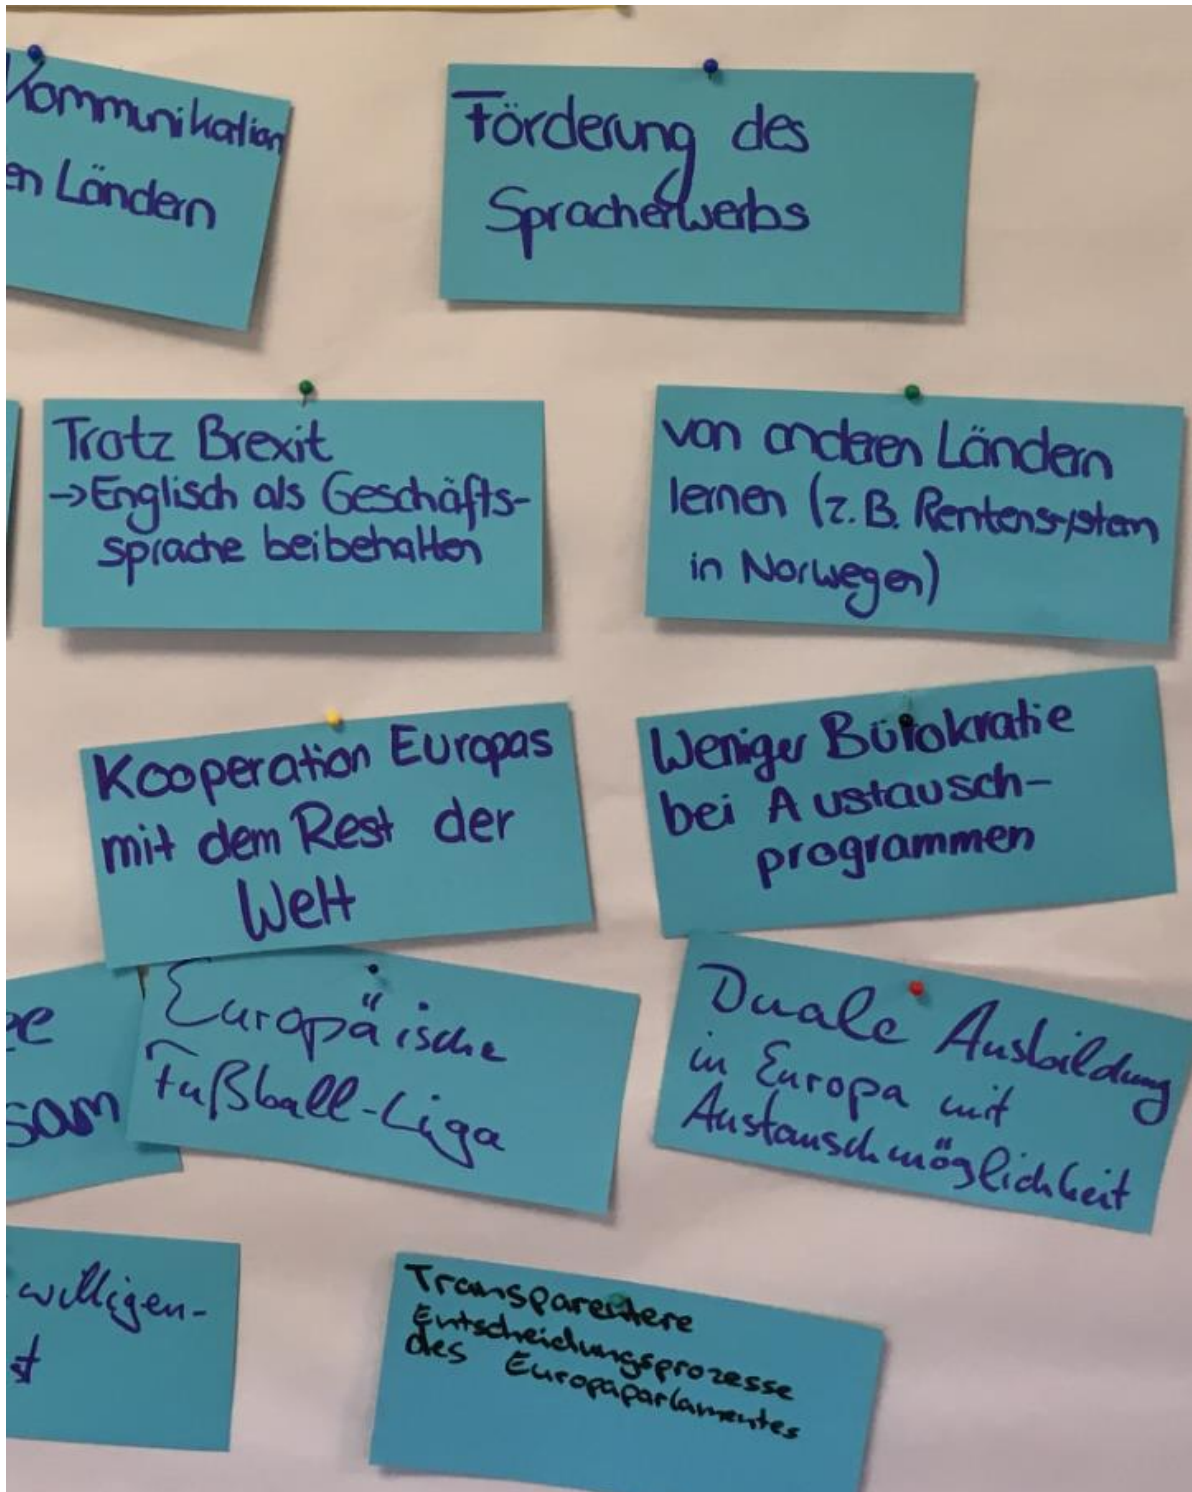 Kommunikation
en Ländern
Förderung des
Spracherwerbs
Trotz Brexit
->Englisch als Geschäfts-
sprache beibehalten
von anderen Ländern
lernen (z.B. Rentensystem
in Norwegen)
Kooperation Europas
mit dem Rest der
Welt
Weniger Bürokratie
bei Austausch-
programmen
sam
Europäische
Fußball-Liga
Duale Ausbildung
in Europa mit
Austauschmöglichkeit
willigen-
st
Transparentere
Entscheidungsprozesse
des Europaparlamentes